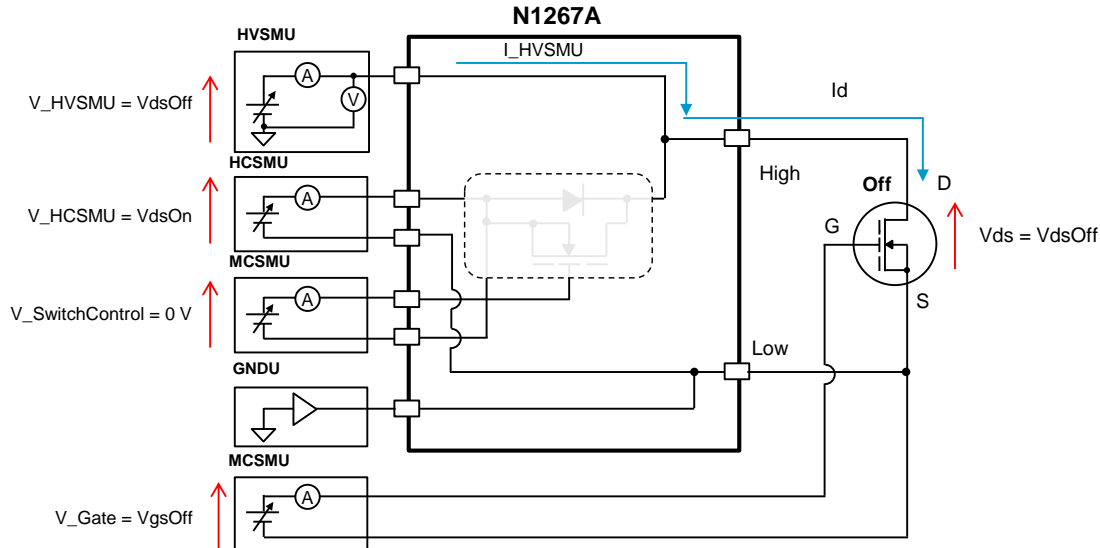 N1267A
HVSMU
I_HVSMU
A
V
V_HVSMU = VdsOff
Id
HCSMU
High
Off
D
A
V_HCSMU = VdsOn
G
Vds = VdsOff
MCSMU
A
S
V_SwitchControl = 0 V
Low
GNDU
MCSMU
A
V_Gate = VgsOff